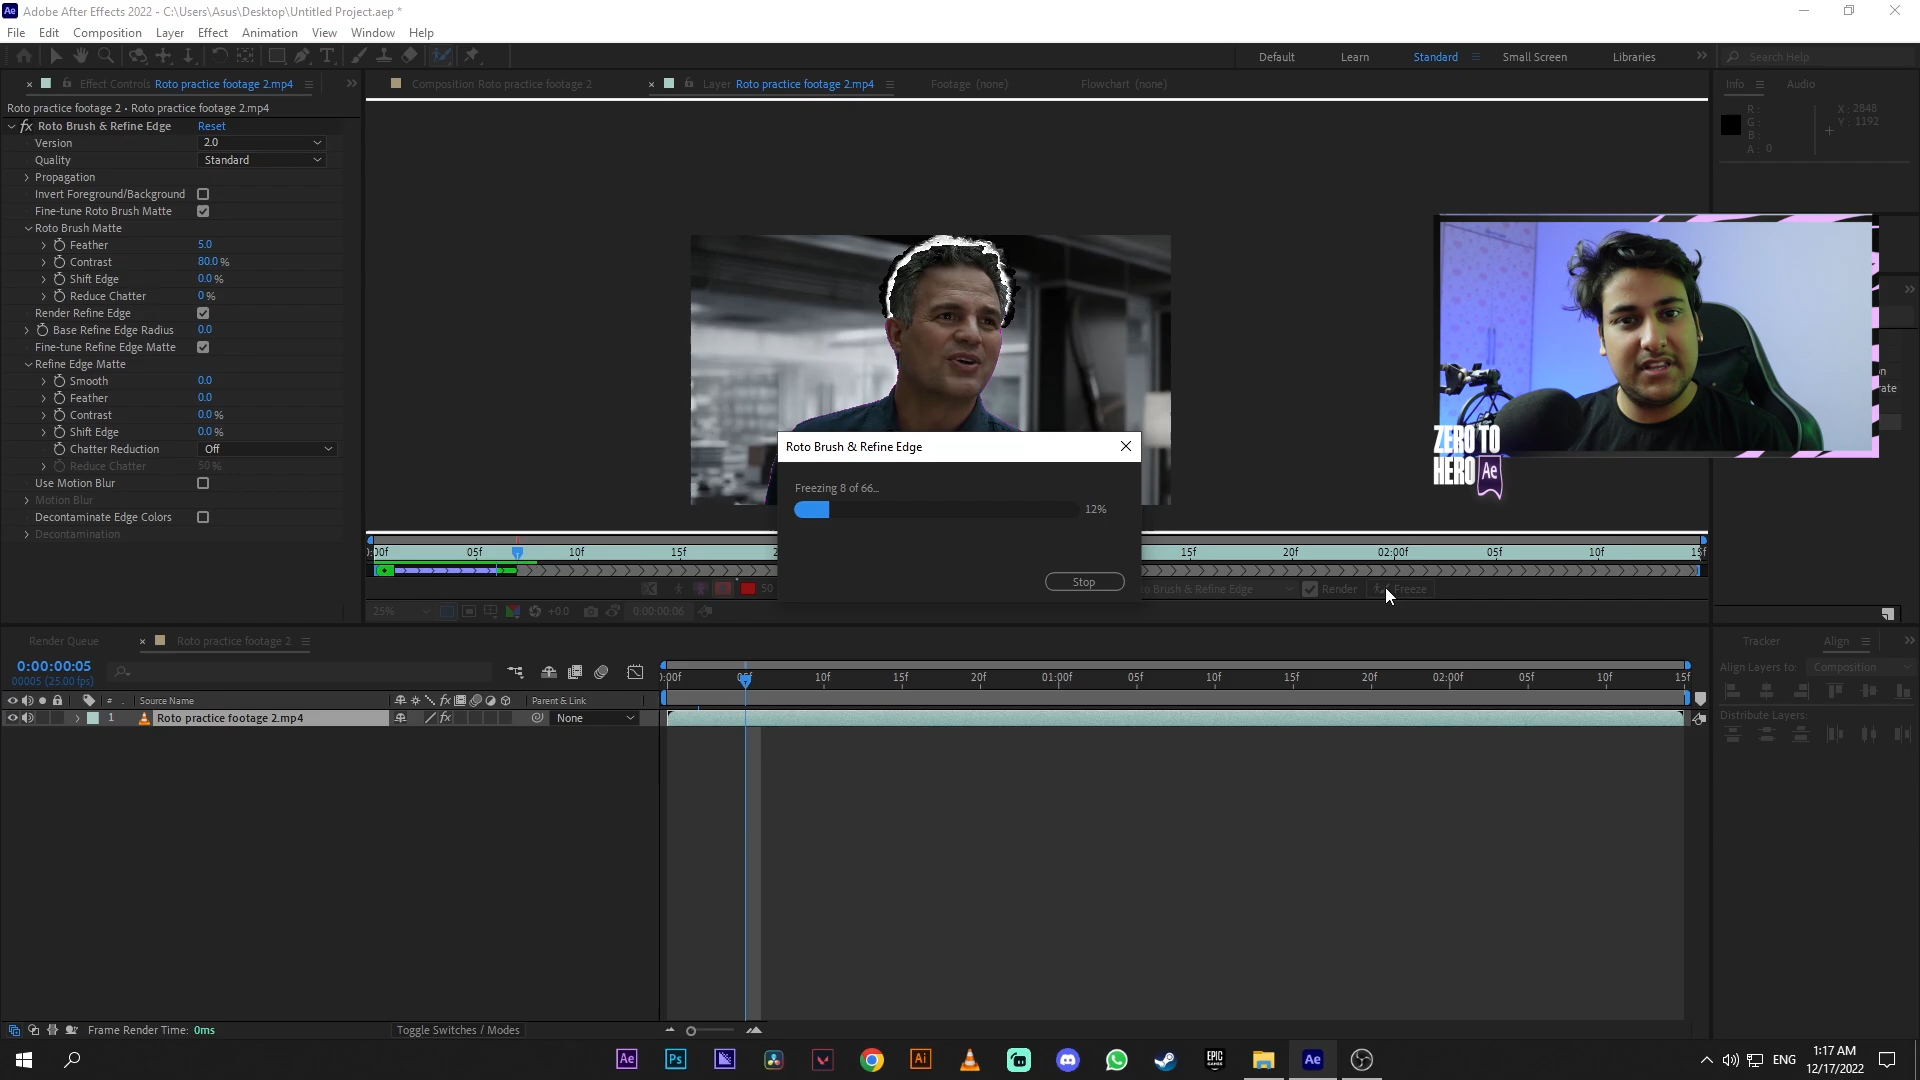 Adobe After Effects 2022 - C:\Users\Asus\Desktop\Untitled Project.aep *
File Edit Composition Layer Effect Animation View Window Help
Default Learn Standard Small Screen Libraries Search Help
Effect Controls Roto practice footage 2.mp4
Composition Roto practice footage 2
Layer Roto practice footage 2.mp4
Footage (none)
Flowchart (none)
Info Audio
Roto practice footage 2 • Roto practice footage 2.mp4
fx Roto Brush & Refine Edge Reset
Version 2.0
Quality Standard
Propagation
Invert Foreground/Background
Fine-tune Roto Brush Matte
Roto Brush Matte
Feather 5.0
Contrast 80.0 %
Shift Edge 0.0 %
Reduce Chatter 0 %
Render Refine Edge
Base Refine Edge Radius 0.0
Fine-tune Refine Edge Matte
Refine Edge Matte
Smooth 0.0
Feather 0.0
Contrast 0.0 %
Shift Edge 0.0 %
Chatter Reduction Off
Reduce Chatter 50 %
Use Motion Blur
Motion Blur
Decontaminate Edge Colors
Decontamination
R :
G :
B :
A : 0
X : 2848
Y : 1192
ZERO TO
HERO Ae
Roto Brush & Refine Edge
Freezing 8 of 66...
12%
Stop
05f 10f 15f
15f 20f 02:00f 05f 10f
50
Render Freeze
25% +0.0 0:00:00:06
Render Queue
Roto practice footage 2
0:00:00:05
00005 (25.00 fps)
# Source Name Parent & Link
1 Roto practice footage 2.mp4 fx None
10f 15f 20f 01:00f 05f 10f 15f 20f 02:00f 05f 10f 15f
Tracker Align
Align Layers to: Composition
Distribute Layers:
Frame Render Time: 0ms
Toggle Switches / Modes
Ae Ps Ai EPIC GAMES Ae
ENG
1:17 AM
12/17/2022